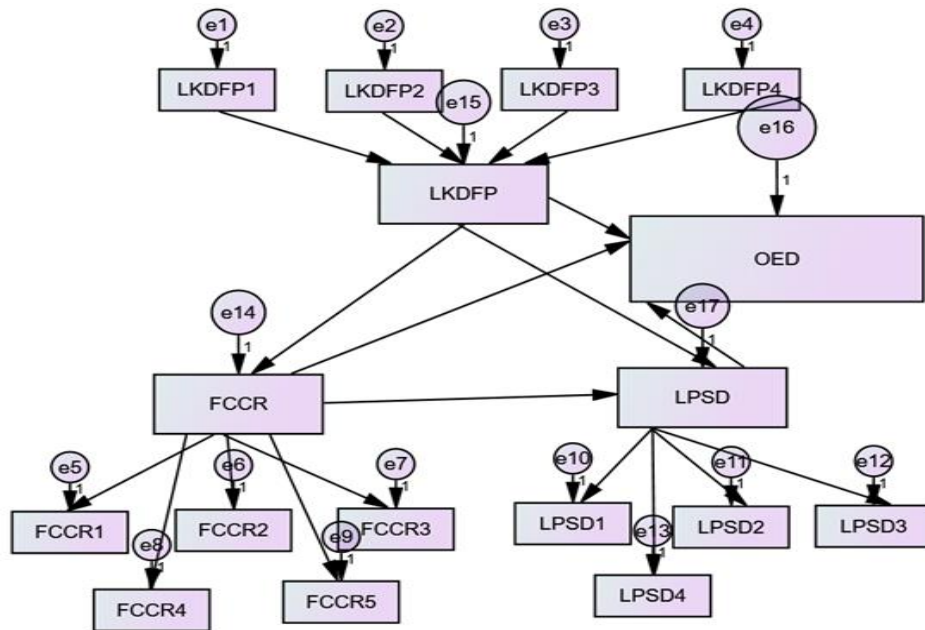 e1
e2
e3
e4
1
1
1
1
LKDFP1
LKDFP2
LKDFP3
LKDFP4
e15
e16
1
1
LKDFP
OED
e14
e17
1
1
FCCR
LPSD
e5
e6
e7
e10
e11
e12
1
1
1
1
1
1
FCCR1
FCCR2
FCCR3
LPSD1
LPSD2
LPSD3
e8
e9
e13
1
1
1
FCCR4
FCCR5
LPSD4